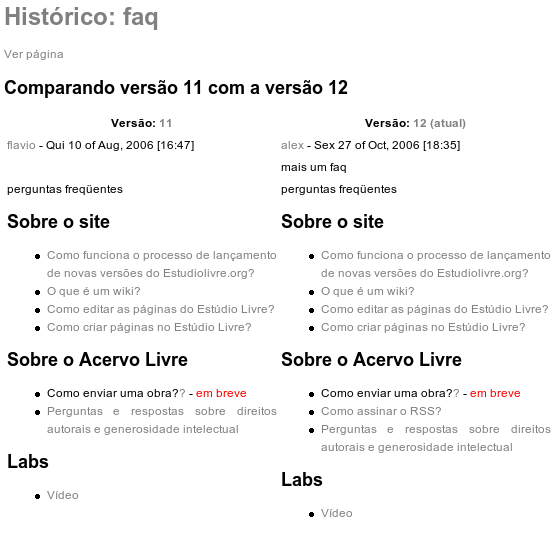 Histórico: faq
Ver página
Comparando versão 11 com a versão 12
Versão: 11
flavio - Qui 10 of Aug, 2006 [16:47]
perguntas freqüentes
Sobre o site
Como funciona o processo de lançamento
de novas versões do Estudiolivre.org?
O que é um wiki?
Como editar as páginas do Estúdio Livre?
Como criar páginas no Estúdio Livre?
Sobre o Acervo Livre
Como enviar uma obra?? - em breve
Perguntas e respostas sobre direitos
autorais e generosidade intelectual
Labs
Vídeo
Versão: 12 (atual)
alex - Sex 27 of Oct, 2006 [18:35]
mais um faq
perguntas freqüentes
Sobre o site
Como funciona o processo de lançamento
de novas versões do Estudiolivre.org?
O que é um wiki?
Como editar as páginas do Estúdio Livre?
Como criar páginas no Estúdio Livre?
Sobre o Acervo Livre
Como enviar uma obra?? - em breve
Como assinar o RSS?
Perguntas e respostas sobre direitos
autorais e generosidade intelectual
Labs
Vídeo